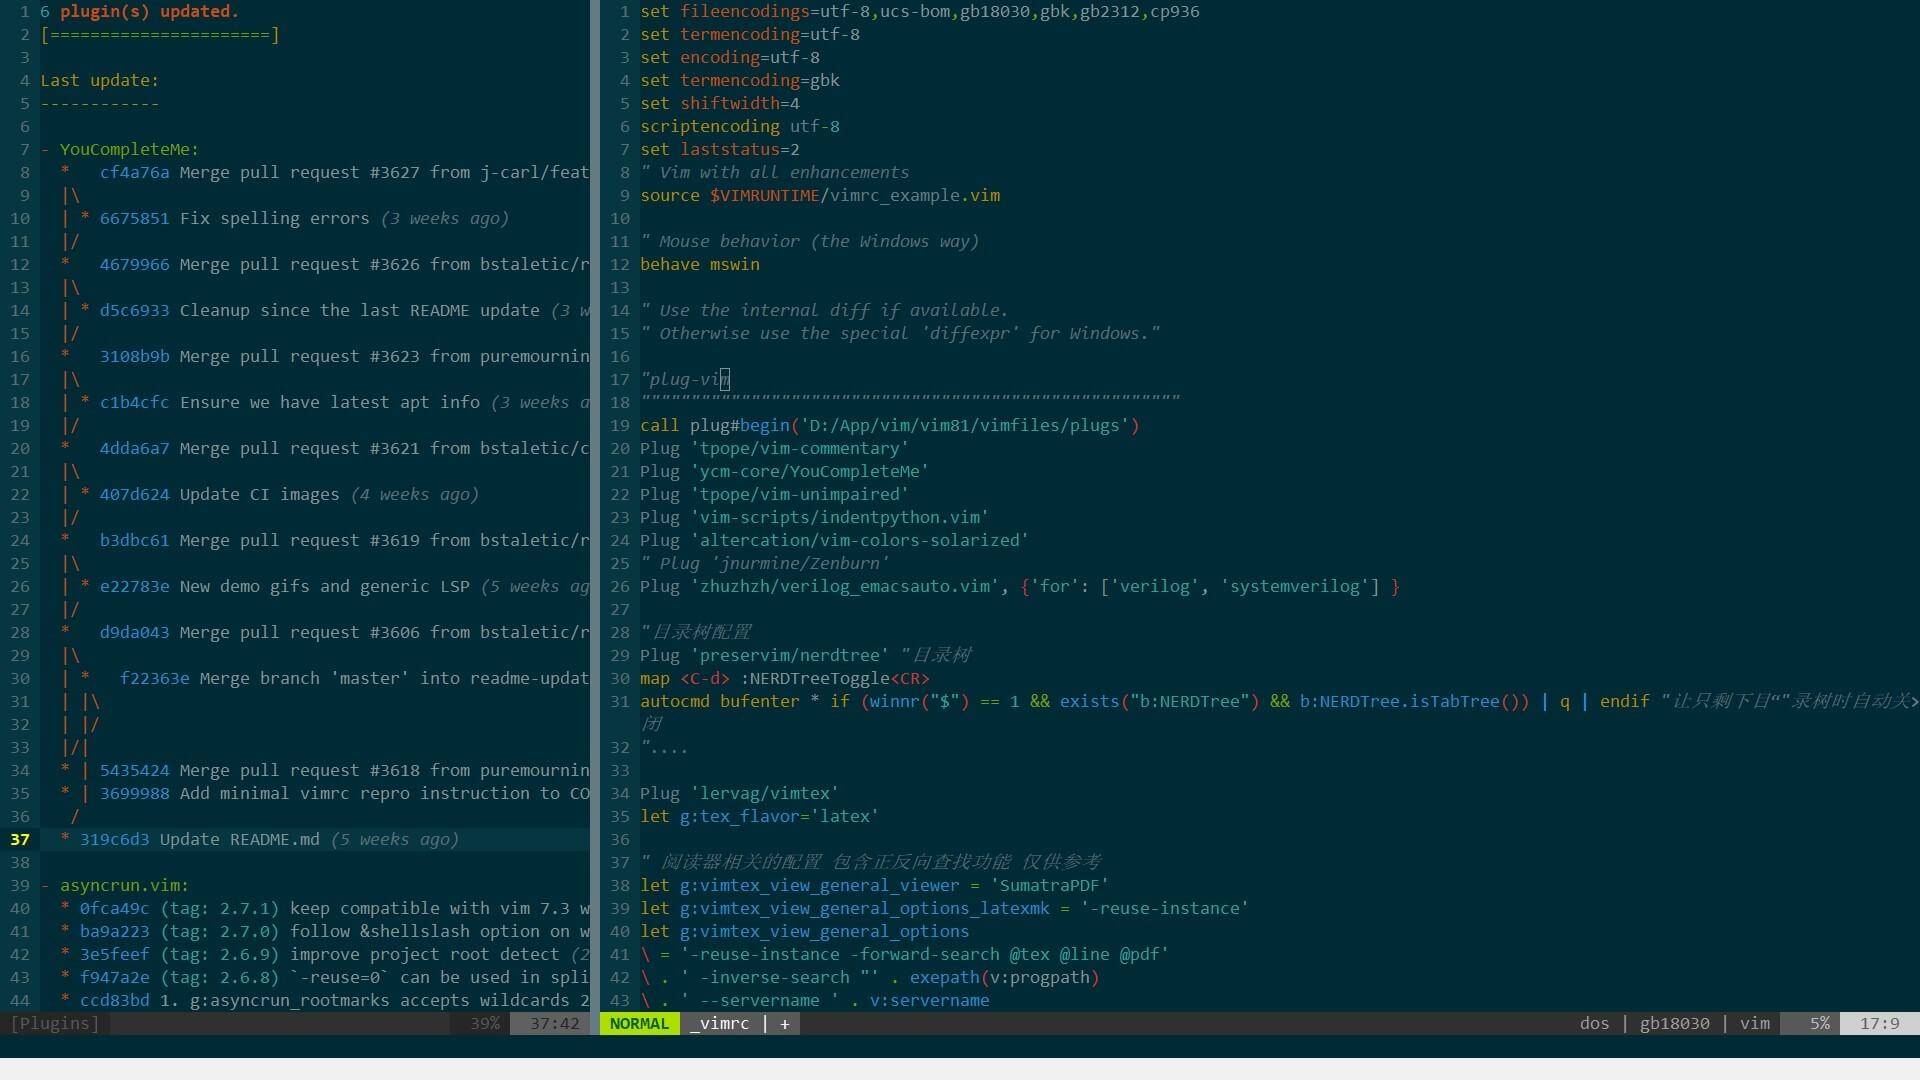 1 6 plugin(s) updated.
2 [======================]
3
4 Last update:
5 ------------
6
7 - YouCompleteMe:
8   *   cf4a76a Merge pull request #3627 from j-carl/feat
9   |\
10   | * 6675851 Fix spelling errors (3 weeks ago)
11   |/
12   *   4679966 Merge pull request #3626 from bstaletic/r
13   |\
14   | * d5c6933 Cleanup since the last README update (3 w
15   |/
16   *   3108b9b Merge pull request #3623 from puremournin
17   |\
18   | * c1b4cfc Ensure we have latest apt info (3 weeks a
19   |/
20   *   4dda6a7 Merge pull request #3621 from bstaletic/c
21   |\
22   | * 407d624 Update CI images (4 weeks ago)
23   |/
24   *   b3dbc61 Merge pull request #3619 from bstaletic/r
25   |\
26   | * e22783e New demo gifs and generic LSP (5 weeks ag
27   |/
28   *   d9da043 Merge pull request #3606 from bstaletic/r
29   |\
30   | *   f22363e Merge branch 'master' into readme-updat
31   | |\
32   | |/
33   |/|
34   * | 5435424 Merge pull request #3618 from puremournin
35   * | 3699988 Add minimal vimrc repro instruction to CO
36    /
37   * 319c6d3 Update README.md (5 weeks ago)
38
39 - asyncrun.vim:
40   * 0fca49c (tag: 2.7.1) keep compatible with vim 7.3 w
41   * ba9a223 (tag: 2.7.0) follow &shellslash option on w
42   * 3e5feef (tag: 2.6.9) improve project root detect (2
43   * f947a2e (tag: 2.6.8) `-reuse=0` can be used in spli
44   * ccd83bd 1. g:asyncrun_rootmarks accepts wildcards 2
[Plugins] 39% 37:42
1 set fileencodings=utf-8,ucs-bom,gb18030,gbk,gb2312,cp936
2 set termencoding=utf-8
3 set encoding=utf-8
4 set termencoding=gbk
5 set shiftwidth=4
6 scriptencoding utf-8
7 set laststatus=2
8 " Vim with all enhancements
9 source $VIMRUNTIME/vimrc_example.vim
10
11 " Mouse behavior (the Windows way)
12 behave mswin
13
14 " Use the internal diff if available.
15 " Otherwise use the special 'diffexpr' for Windows."
16
17 "plug-vim
18 """"""""""""""""""""""""""""""""""""""""""""""""""""""
19 call plug#begin('D:/App/vim/vim81/vimfiles/plugs')
20 Plug 'tpope/vim-commentary'
21 Plug 'ycm-core/YouCompleteMe'
22 Plug 'tpope/vim-unimpaired'
23 Plug 'vim-scripts/indentpython.vim'
24 Plug 'altercation/vim-colors-solarized'
25 " Plug 'jnurmine/Zenburn'
26 Plug 'zhuzhzh/verilog_emacsauto.vim', {'for': ['verilog', 'systemverilog'] }
27
28 "目录树配置
29 Plug 'preservim/nerdtree' "目录树
30 map <C-d> :NERDTreeToggle<CR>
31 autocmd bufenter * if (winnr("$") == 1 && exists("b:NERDTree") && b:NERDTree.isTabTree()) | q | endif "让只剩下目“"录树时自动关>
闭
32 "....
33
34 Plug 'lervag/vimtex'
35 let g:tex_flavor='latex'
36
37 " 阅读器相关的配置 包含正反向查找功能 仅供参考
38 let g:vimtex_view_general_viewer = 'SumatraPDF'
39 let g:vimtex_view_general_options_latexmk = '-reuse-instance'
40 let g:vimtex_view_general_options
41 \ = '-reuse-instance -forward-search @tex @line @pdf'
42 \ . ' -inverse-search "' . exepath(v:progpath)
43 \ . ' --servername ' . v:servername
NORMAL _vimrc | + dos | gb18030 | vim 5% 17:9